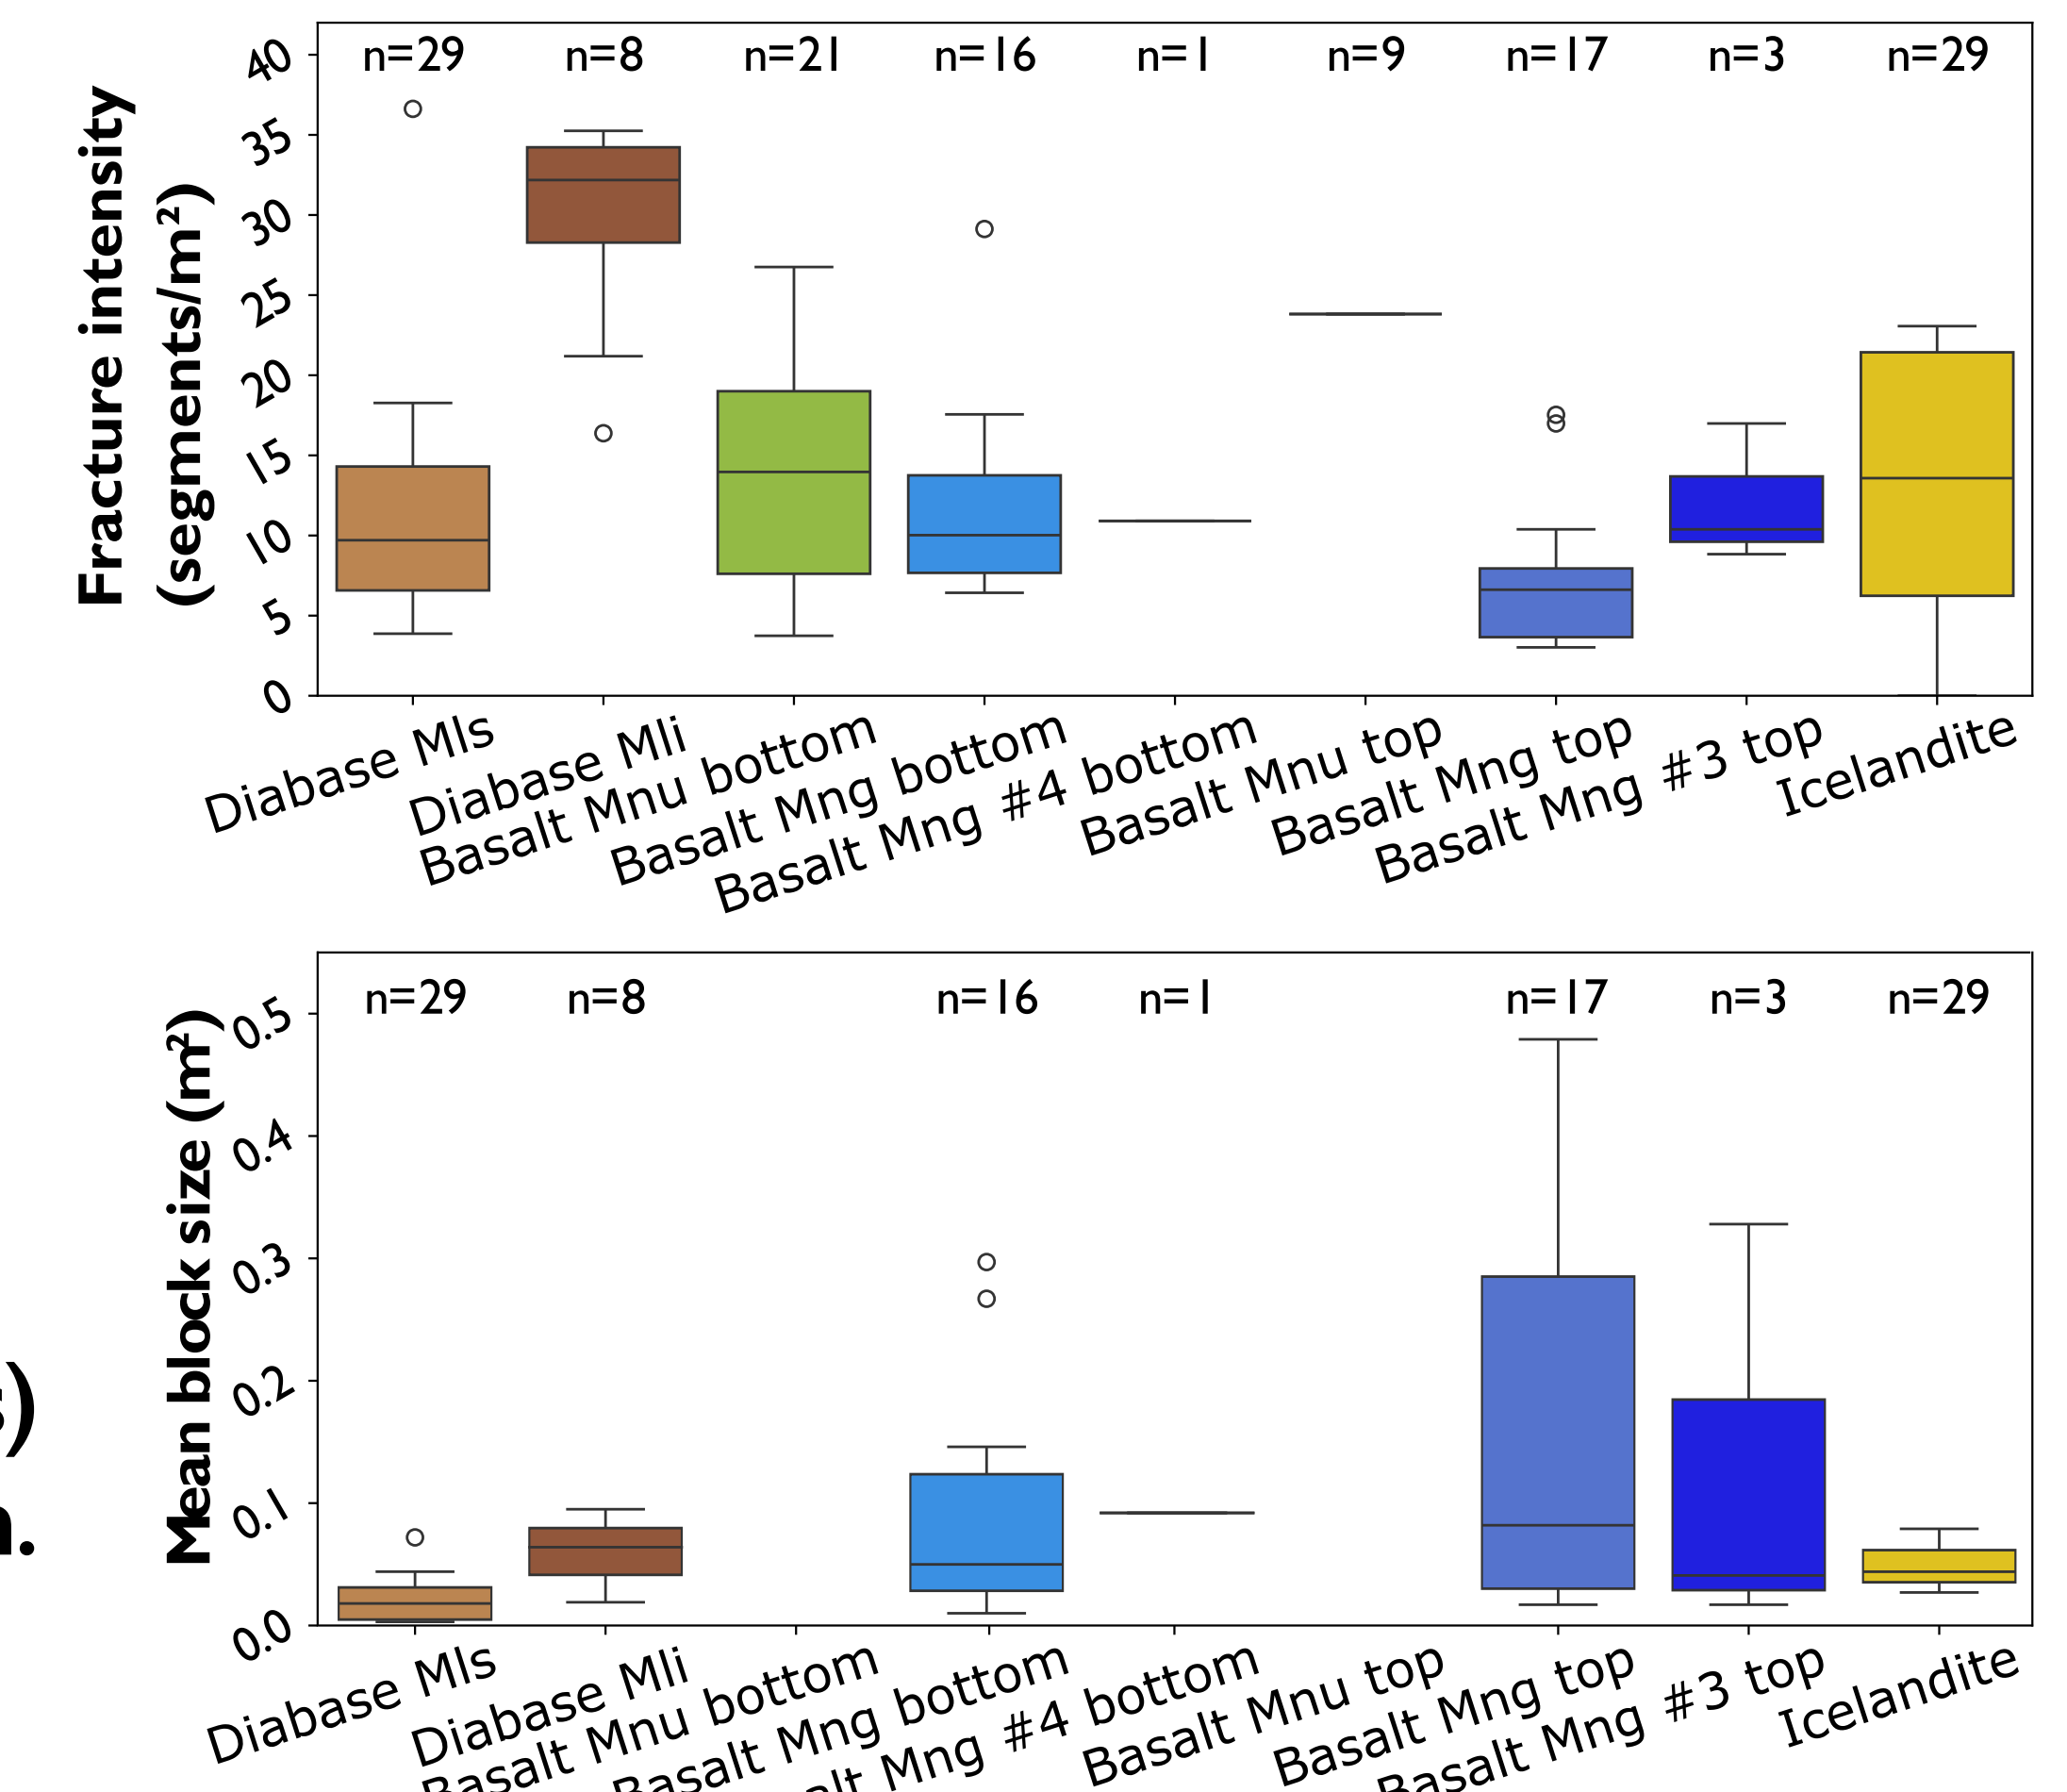 Fracture intensity
(segments/m²)
40
35
30
25
20
15
10
5
0
n=29 n=8 n=21 n=16 n=1 n=9 n=17 n=3 n=29
Diabase Mls
Diabase Mli
Basalt Mnu bottom
Basalt Mng bottom
Basalt Mng #4 bottom
Basalt Mnu top
Basalt Mng top
Basalt Mng #3 top
Icelandite
Mean block size (m²)
0.5
0.4
0.3
0.2
0.1
0.0
n=29 n=8 n=16 n=1 n=17 n=3 n=29
Diabase Mls
Diabase Mli
Basalt Mnu bottom
Basalt Mng bottom
Mng #4 bottom
Basalt Mnu top
Basalt Mng top
Basalt Mng #3 top
Icelandite